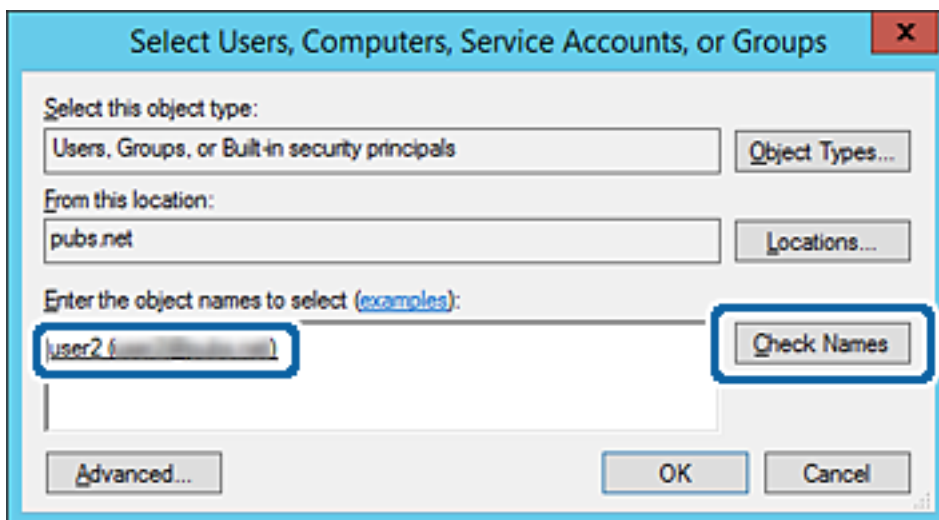 Select Users, Computers, Service Accounts, or Groups
x
Select this object type:
Users, Groups, or Built-in security principals
Object Types...
From this location:
pubs.net
Locations...
Enter the object names to select (examples):
user2 ( )
Check Names
Advanced...
OK
Cancel